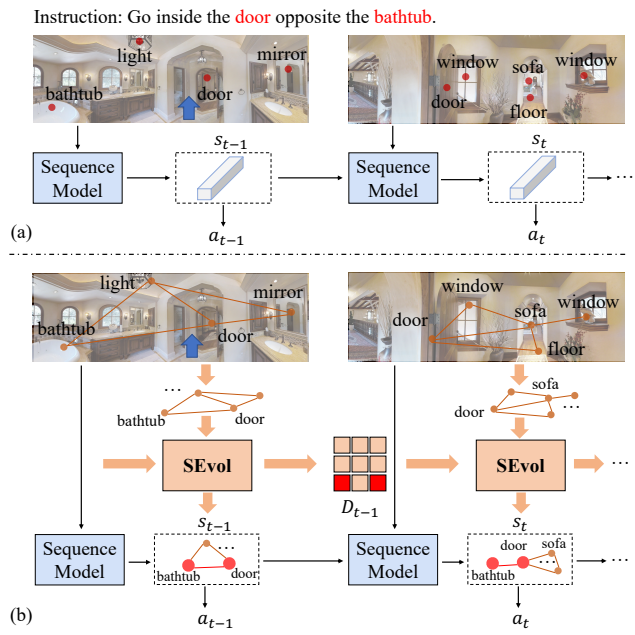 Instruction: Go inside the door opposite the bathtub.
light
mirror
bathtub
door
window
sofa
window
door
floor
Sequence Model
s_{t-1}
Sequence Model
s_t
...
a_{t-1}
a_t
(a)
light
mirror
bathtub
door
window
sofa
window
door
floor
...
bathtub
door
sofa
door
...
SEvol
D_{t-1}
SEvol
...
s_{t-1}
s_t
Sequence Model
...
bathtub
door
Sequence Model
door
sofa
...
bathtub
...
(b)
a_{t-1}
a_t